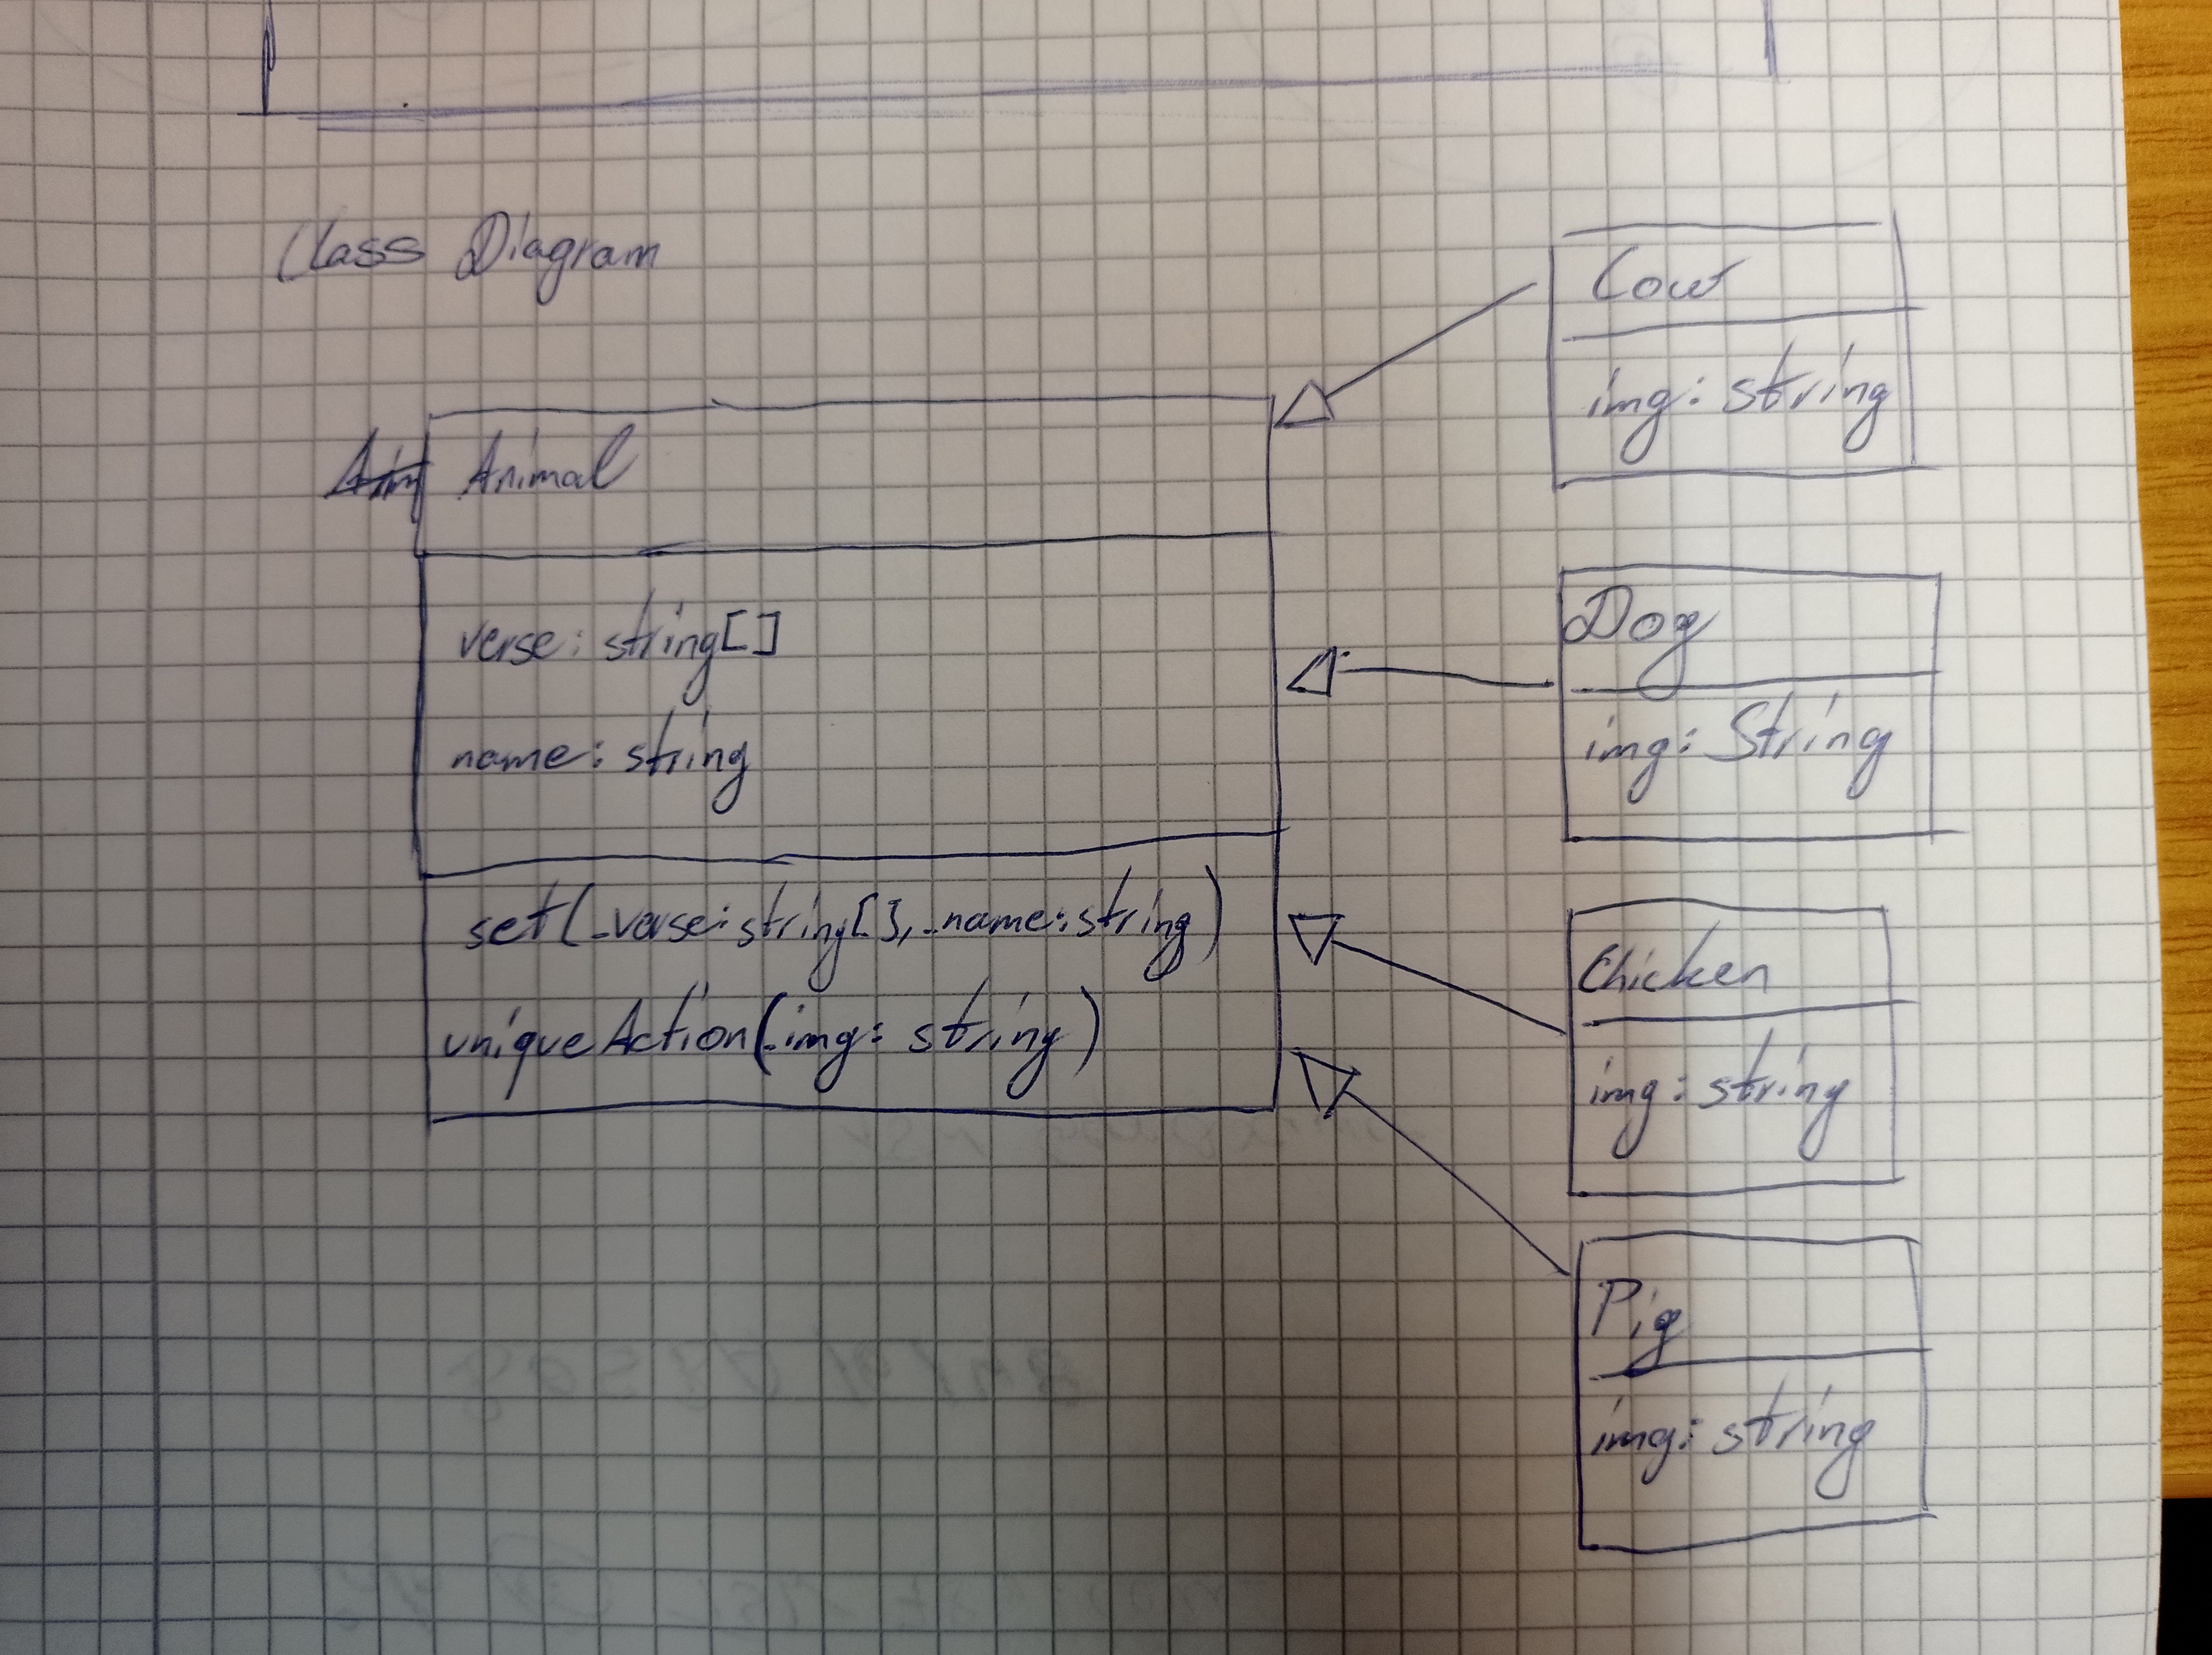 Class Diagram
Animal
verse: string[]
name: string
set(_verse: string[], _name: string)
uniqueAction(_img: string)
Cow
img: string
Dog
img: String
Chicken
img: string
Pig
img: string